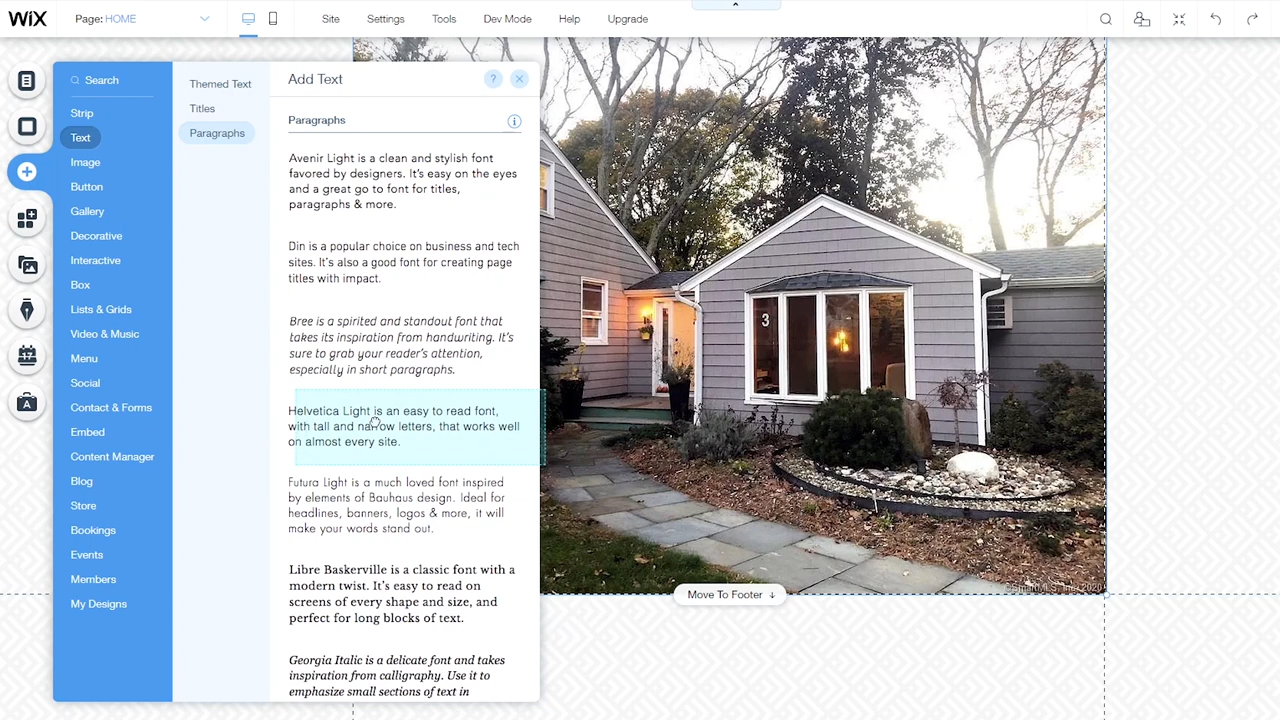 WiX
Page: HOME
Site
Settings
Tools
Dev Mode
Help
Upgrade
Search
Strip
Text
Image
Button
Gallery
Decorative
Interactive
Box
Lists & Grids
Video & Music
Menu
Social
Contact & Forms
Embed
Content Manager
Blog
Store
Bookings
Events
Members
My Designs
Themed Text
Titles
Paragraphs
Add Text
?
Paragraphs
Avenir Light is a clean and stylish font
favored by designers. It's easy on the eyes
and a great go to font for titles,
paragraphs & more.
Din is a popular choice on business and tech
sites. It's also a good font for creating page
titles with impact.
Bree is a spirited and standout font that
takes its inspiration from handwriting. It's
sure to grab your reader's attention,
especially in short paragraphs.
Helvetica Light is an easy to read font,
with tall and narrow letters, that works well
on almost every site.
Futura Light is a much loved font inspired
by elements of Bauhaus design. Ideal for
headlines, banners, logos & more, it will
make your words stand out.
Libre Baskerville is a classic font with a
modern twist. It's easy to read on
screens of every shape and size, and
perfect for long blocks of text.
Georgia Italic is a delicate font and takes
inspiration from calligraphy. Use it to
emphasize small sections of text in
3
Move To Footer